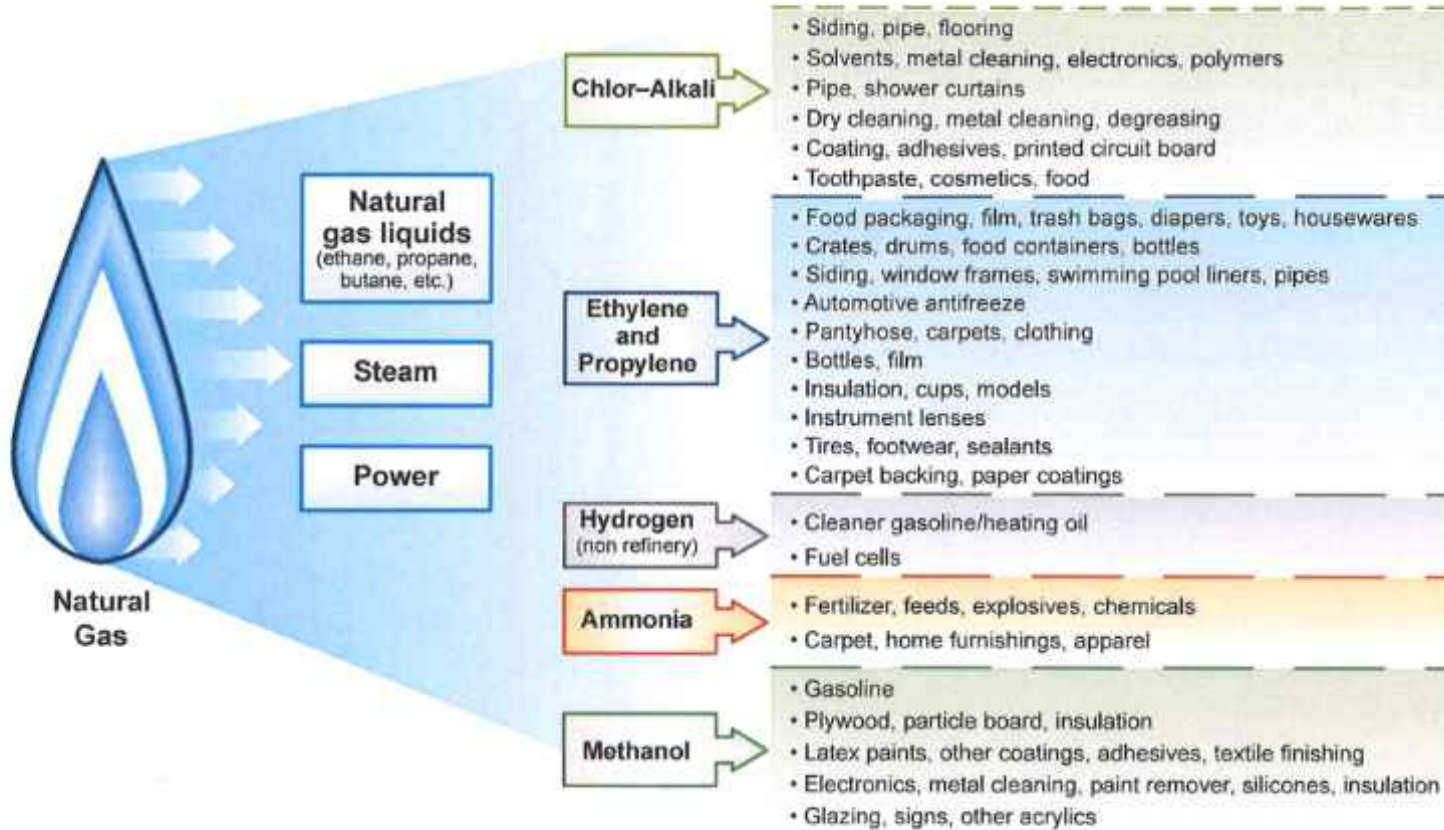 Natural
Gas
Natural
gas liquids
(ethane, propane,
butane, etc.)
Steam
Power
Chlor–Alkali
• Siding, pipe, flooring
• Solvents, metal cleaning, electronics, polymers
• Pipe, shower curtains
• Dry cleaning, metal cleaning, degreasing
• Coating, adhesives, printed circuit board
• Toothpaste, cosmetics, food
Ethylene
and
Propylene
• Food packaging, film, trash bags, diapers, toys, housewares
• Crates, drums, food containers, bottles
• Siding, window frames, swimming pool liners, pipes
• Automotive antifreeze
• Pantyhose, carpets, clothing
• Bottles, film
• Insulation, cups, models
• Instrument lenses
• Tires, footwear, sealants
• Carpet backing, paper coatings
Hydrogen
(non refinery)
• Cleaner gasoline/heating oil
• Fuel cells
Ammonia
• Fertilizer, feeds, explosives, chemicals
• Carpet, home furnishings, apparel
Methanol
• Gasoline
• Plywood, particle board, insulation
• Latex paints, other coatings, adhesives, textile finishing
• Electronics, metal cleaning, paint remover, silicones, insulation
• Glazing, signs, other acrylics